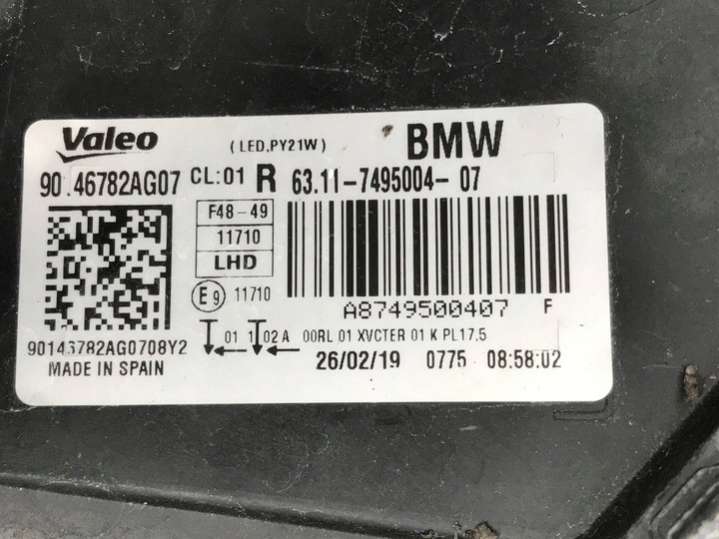 Valeo (LED,PY21W) BMW
90.46782AG07 CL:01 R 63.11-7495004-07
F48-49
11710
LHD
E9 11710
A8749500407 F
01 1 02 A 00RL 01 XVCTER 01 K PL17.5
90146782AG0708Y2
26/02/19 0775 08:58:02
MADE IN SPAIN